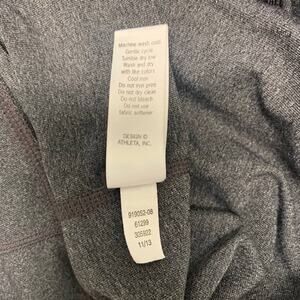 Machine wash cold
Gentle cycle
Tumble dry low
Wash and dry
with like colors
Cool iron
Do not iron print
Do not dry clean
Do not bleach
Do not use
fabric softener
DESIGN ©
ATHLETA, INC.
919052-08
61299
305922
11/13